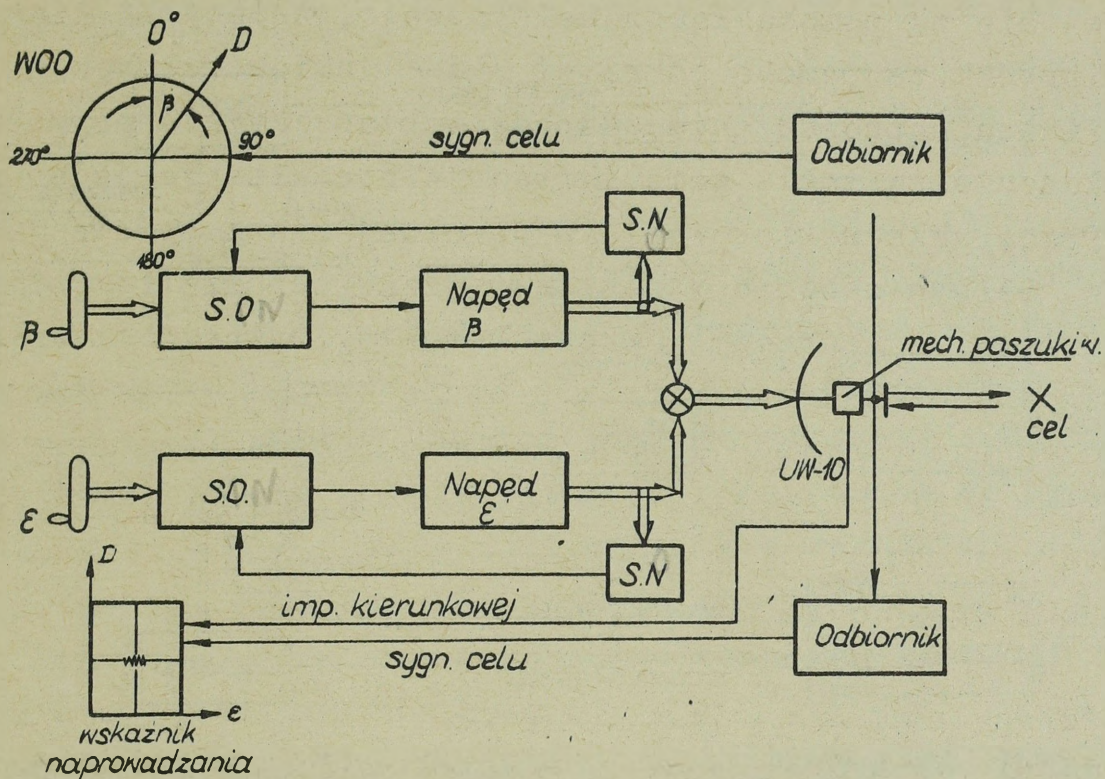 WOO
0°
D
β
270°
90°
180°
sygn. celu
Odbiornik
S.N
β
S.O
Napęd
β
mech. poszukiw.
UW-10
cel
ε
S.O.
Napęd
ε
S.N
D
imp. kierunkowej
sygn. celu
Odbiornik
ε
wskaźnik
naprowadzania